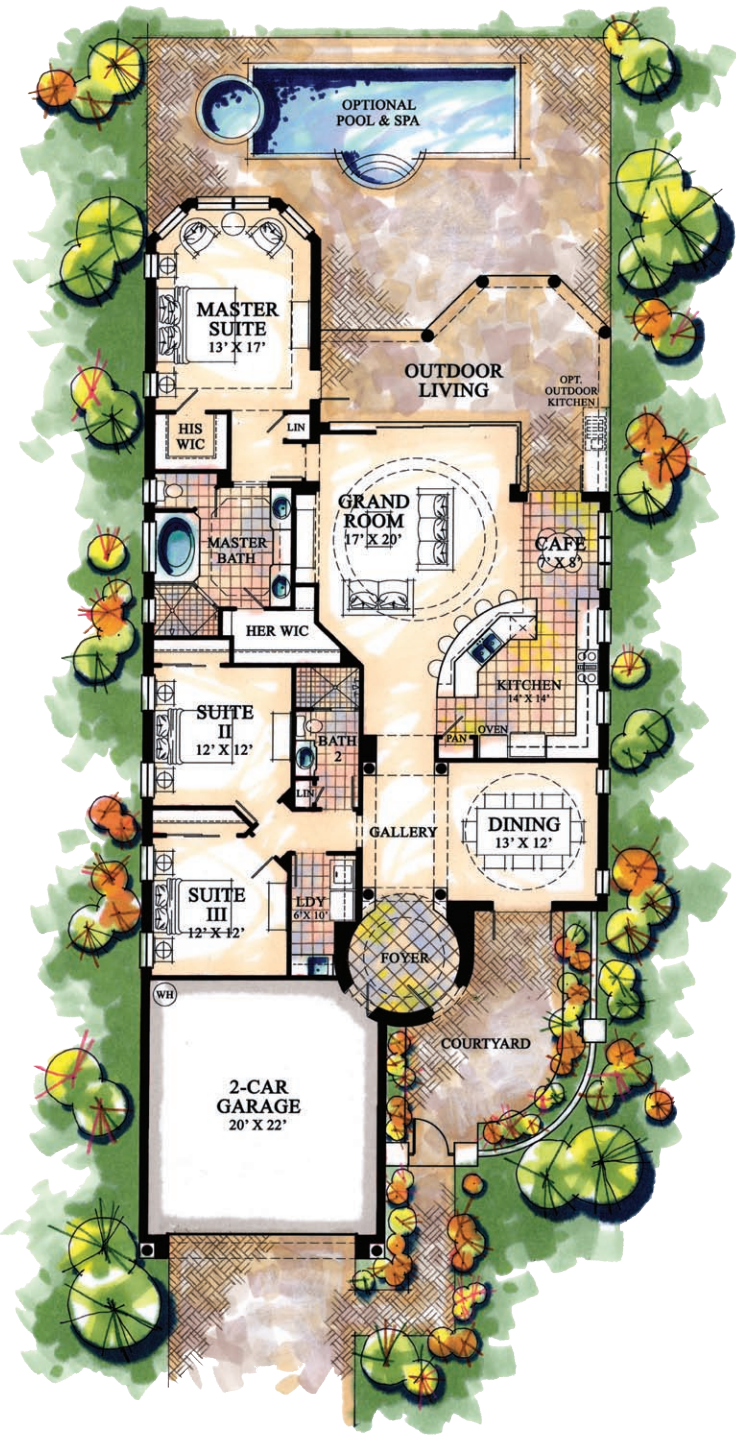 OPTIONAL
POOL & SPA
MASTER
SUITE
13' X 17'
OUTDOOR
LIVING
OPT.
OUTDOOR
KITCHEN
HIS
WIC
LIN
GRAND
ROOM
17' X 20'
MASTER
BATH
CAFE
7' X 8'
HER WIC
KITCHEN
14' X 14'
SUITE
II
12' X 12'
BATH
2
OVEN
PAN
LIN
GALLERY
DINING
13' X 12'
SUITE
III
12' X 12'
LDY
6'X 10'
FOYER
WH
COURTYARD
2-CAR
GARAGE
20' X 22'